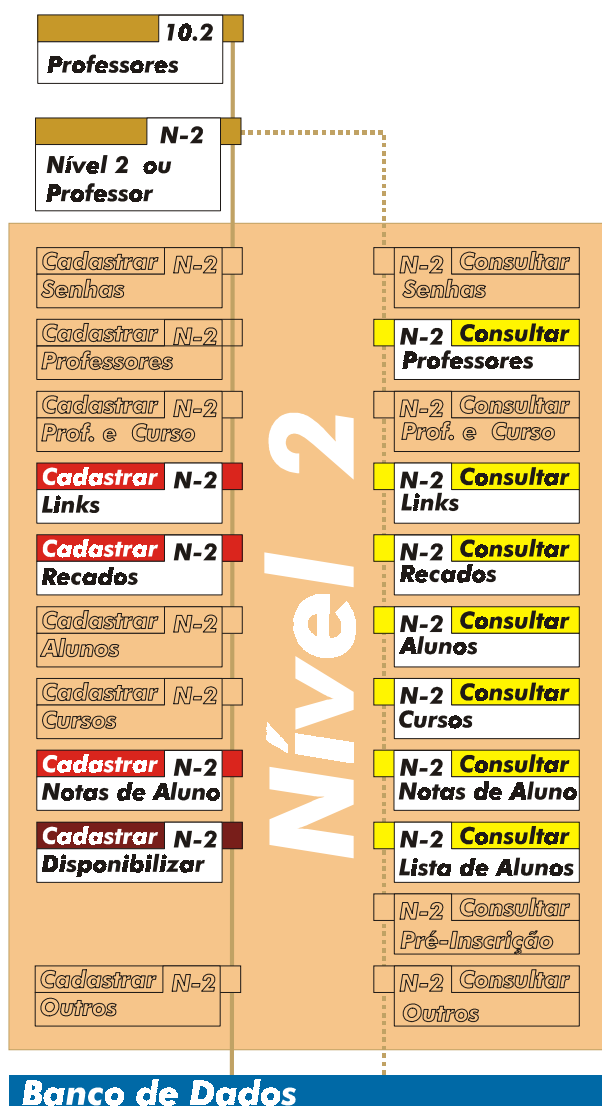 10.2
Professores
N-2
Nível 2 ou
Professor
Cadastrar N-2
Senhas
Cadastrar N-2
Professores
Cadastrar N-2
Prof. e Curso
Cadastrar N-2
Links
Cadastrar N-2
Recados
Cadastrar N-2
Alunos
Cadastrar N-2
Cursos
Cadastrar N-2
Notas de Aluno
Cadastrar N-2
Disponibilizar
Cadastrar N-2
Outros
Nível 2
N-2 Consultar
Senhas
N-2 Consultar
Professores
N-2 Consultar
Prof. e Curso
N-2 Consultar
Links
N-2 Consultar
Recados
N-2 Consultar
Alunos
N-2 Consultar
Cursos
N-2 Consultar
Notas de Aluno
N-2 Consultar
Lista de Alunos
N-2 Consultar
Pré-Inscrição
N-2 Consultar
Outros
Banco de Dados